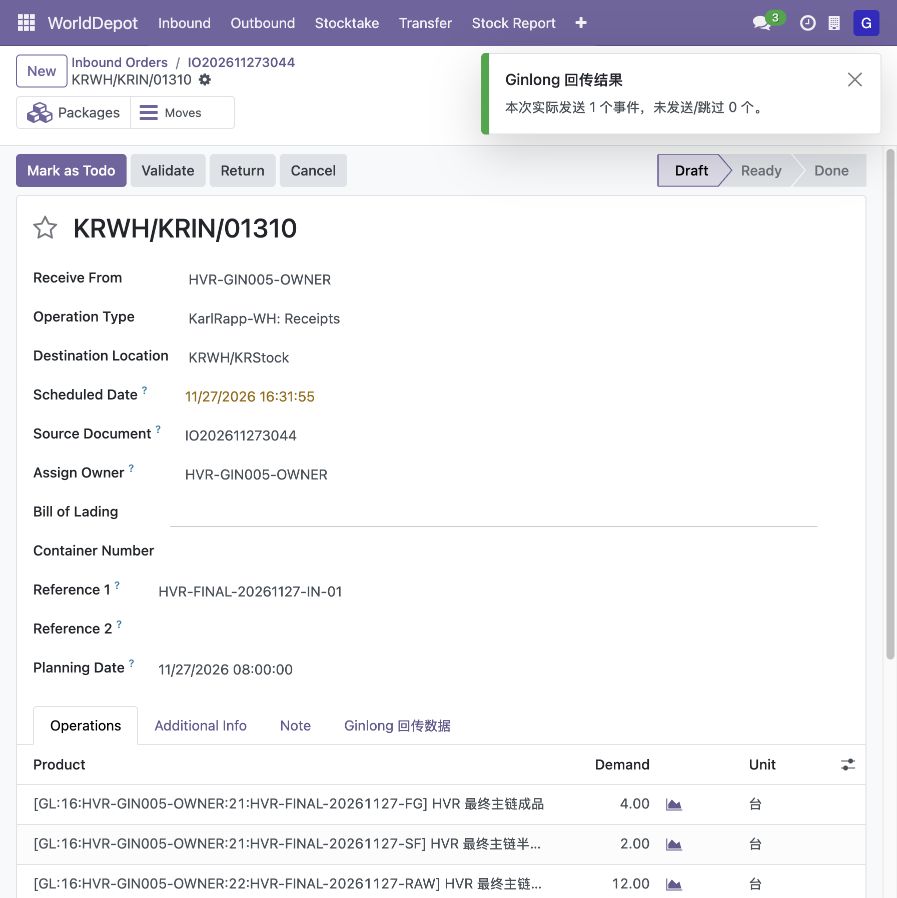 WorldDepot Inbound Outbound Stocktake Transfer Stock Report + 3 G
New Inbound Orders / IO202611273044
KRWH/KRIN/01310
Packages Moves
Ginlong 回传结果
本次实际发送 1 个事件，未发送/跳过 0 个。
Mark as Todo Validate Return Cancel Draft Ready Done
KRWH/KRIN/01310
Receive From HVR-GIN005-OWNER
Operation Type KarlRapp-WH: Receipts
Destination Location KRWH/KRStock
Scheduled Date ? 11/27/2026 16:31:55
Source Document ? IO202611273044
Assign Owner ? HVR-GIN005-OWNER
Bill of Lading
Container Number
Reference 1 ? HVR-FINAL-20261127-IN-01
Reference 2 ?
Planning Date ? 11/27/2026 08:00:00
Operations Additional Info Note Ginlong 回传数据
Product Demand Unit
[GL:16:HVR-GIN005-OWNER:21:HVR-FINAL-20261127-FG] HVR 最终主链成品 4.00 台
[GL:16:HVR-GIN005-OWNER:21:HVR-FINAL-20261127-SF] HVR 最终主链半... 2.00 台
[GL:16:HVR-GIN005-OWNER:22:HVR-FINAL-20261127-RAW] HVR 最终主链... 12.00 台